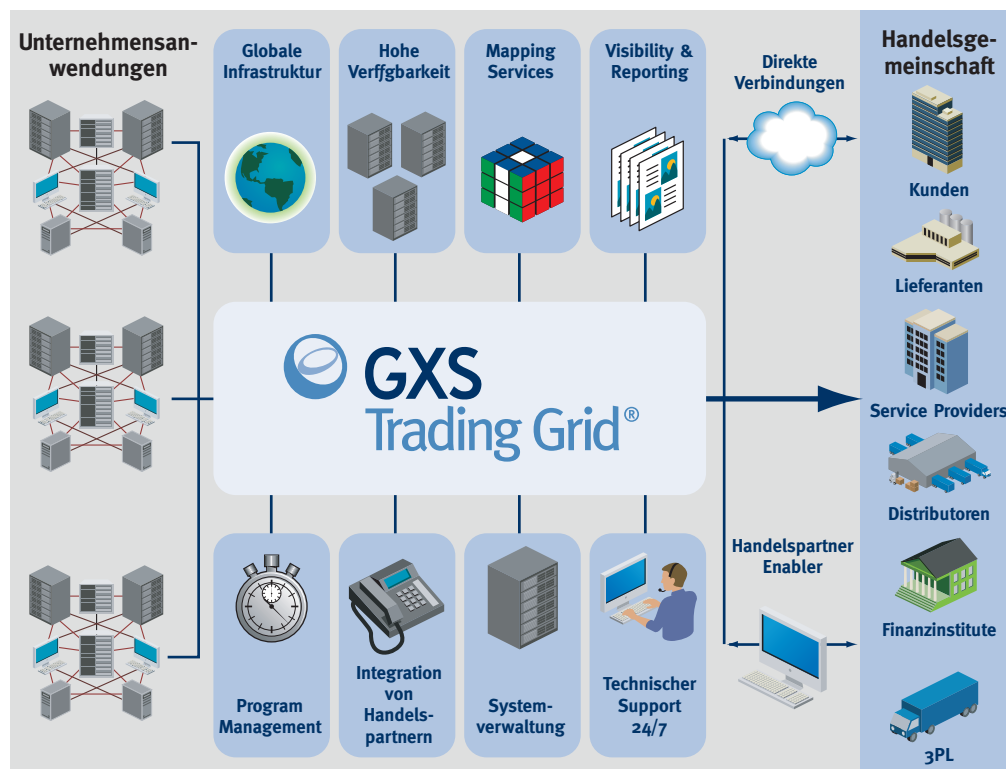 Unternehmensan-
wendungen
Globale
Infrastruktur
Hohe
Verffgbarkeit
Mapping
Services
Visibility &
Reporting
Direkte
Verbindungen
Handelsge-
meinschaft
Kunden
Lieferanten
Service Providers
Distributoren
Finanzinstitute
3PL
GXS
Trading Grid®
Handelspartner
Enabler
Program
Management
Integration
von
Handels-
partnern
System-
verwaltung
Technischer
Support
24/7